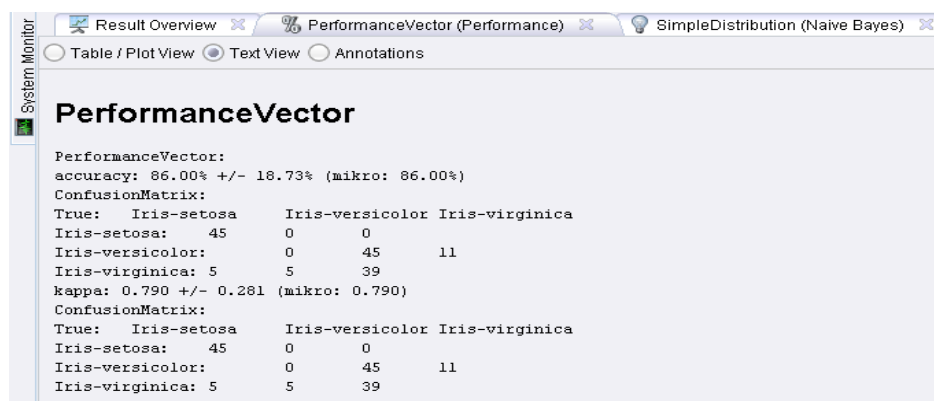 System Monitor
Result Overview
PerformanceVector (Performance)
SimpleDistribution (Naive Bayes)
Table / Plot View
Text View
Annotations
PerformanceVector
PerformanceVector:
accuracy: 86.00% +/- 18.73% (mikro: 86.00%)
ConfusionMatrix:
True: Iris-setosa Iris-versicolor Iris-virginica
Iris-setosa: 45 0 0
Iris-versicolor: 0 45 11
Iris-virginica: 5 5 39
kappa: 0.790 +/- 0.281 (mikro: 0.790)
ConfusionMatrix:
True: Iris-setosa Iris-versicolor Iris-virginica
Iris-setosa: 45 0 0
Iris-versicolor: 0 45 11
Iris-virginica: 5 5 39